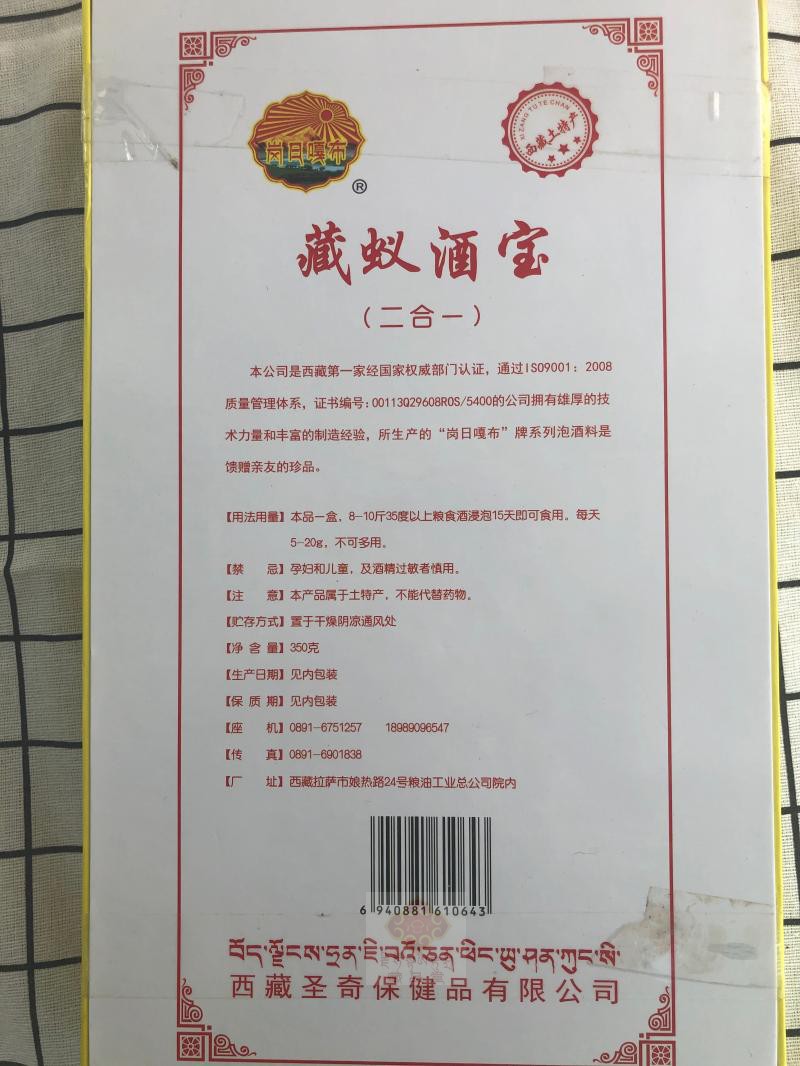 岗日嘎布
®
XI ZANG TU TE CHAN
西藏土特产
藏蚁酒宝
（二合一）
本公司是西藏第一家经国家权威部门认证，通过ISO9001：2008
质量管理体系，证书编号：00113Q29608ROS/5400的公司拥有雄厚的技
术力量和丰富的制造经验，所生产的“岗日嘎布”牌系列泡酒料是
馈赠亲友的珍品。
【用法用量】本品一盒，8-10斤35度以上粮食酒浸泡15天即可食用。每天
5-20g，不可多用。
【禁 忌】孕妇和儿童，及酒精过敏者慎用。
【注 意】本产品属于土特产，不能代替药物。
【贮存方式】置于干燥阴凉通风处
【净 含 量】350克
【生产日期】见内包装
【保 质 期】见内包装
【座 机】0891-6751257 18989096547
【传 真】0891-6901838
【厂 址】西藏拉萨市娘热路24号粮油工业总公司院内
6 940881 610643
བོད་ལྗོངས་ཧྲན་ཇི་བའོ་ཅན་ཕིང་ཡུ་ཤན་ཀུང་སི་
西藏圣奇保健品有限公司